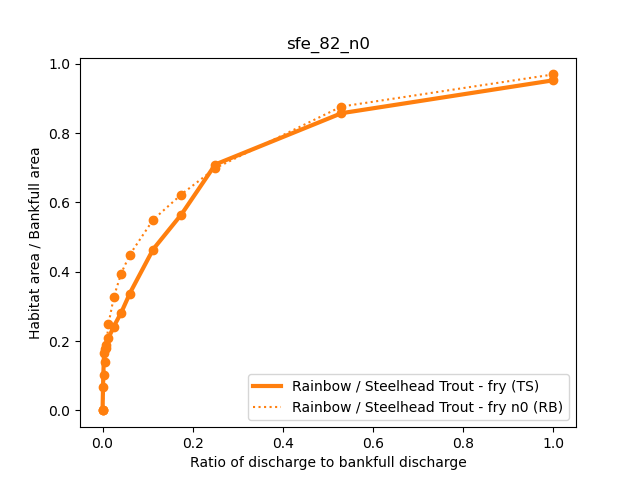 sfe_82_n0
1.0
0.8
0.6
0.4
0.2
0.0
Habitat area / Bankfull area
Rainbow / Steelhead Trout - fry (TS)
Rainbow / Steelhead Trout - fry n0 (RB)
0.0 0.2 0.4 0.6 0.8 1.0
Ratio of discharge to bankfull discharge